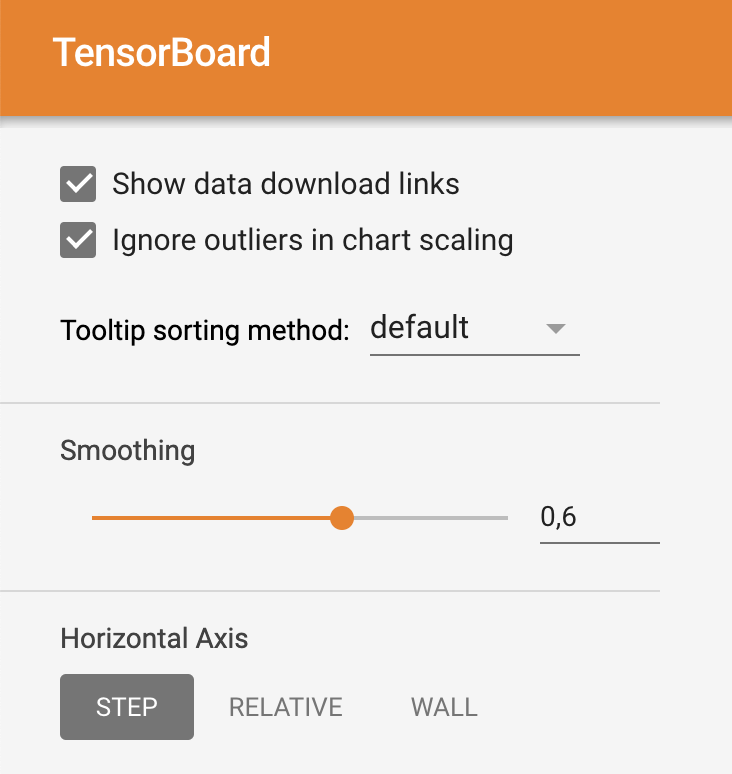 TensorBoard
Show data download links
Ignore outliers in chart scaling
Tooltip sorting method: default
Smoothing
0,6
Horizontal Axis
STEP RELATIVE WALL